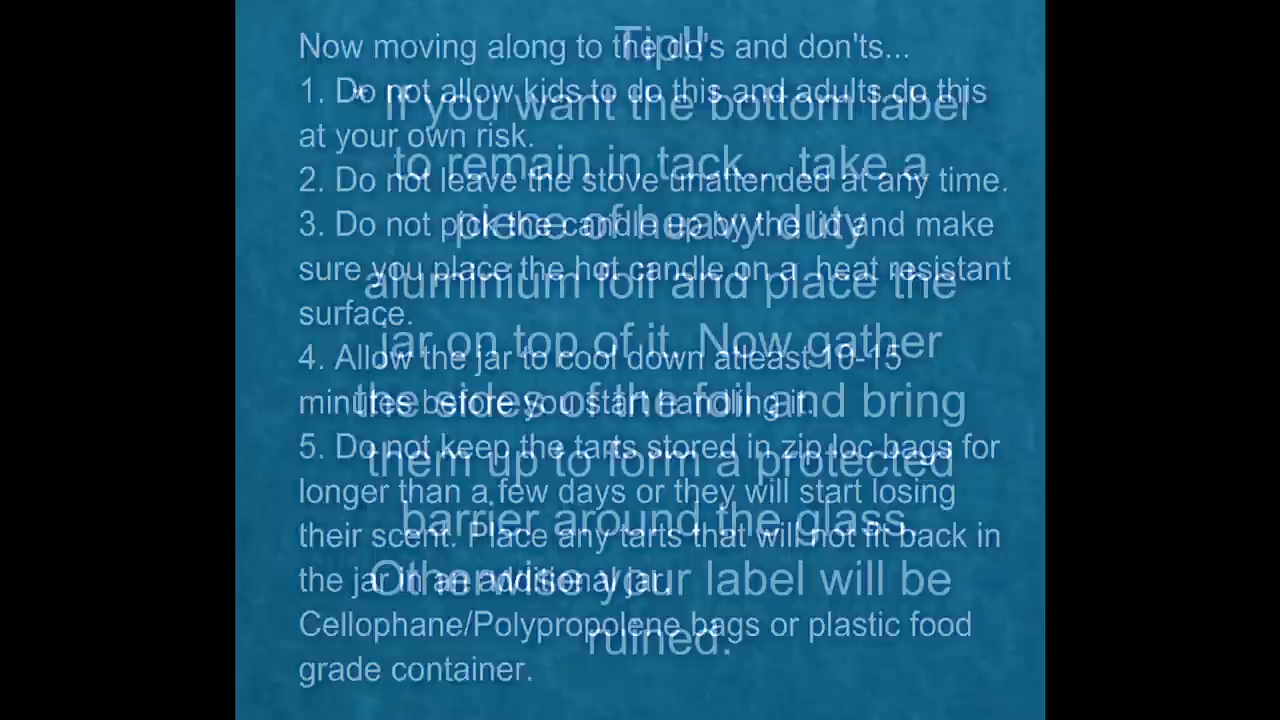 Now moving along to the do's and don'ts...
1. Do not allow kids to do this and adults do this
at your own risk.
2. Do not leave the stove unattended at any time.
3. Do not pick the candle up by the lid and make
sure you place the hot candle on a heat resistant
surface.
4. Allow the jar to cool down atleast 10-15
minutes before you start handling it.
5. Do not keep the tarts stored in zip loc bags for
longer than a few days or they will start losing
their scent. Place any tarts that will not fit back in
the jar in an additional jar,
Cellophane/Polypropolene bags or plastic food
grade container.
Tip!!
* If you want the bottom label
to remain in tack... take a
piece of heavy duty
aluminium foil and place the
jar on top of it. Now gather
the sides of the foil and bring
them up to form a protected
barrier around the glass.
Otherwise your label will be
ruined.